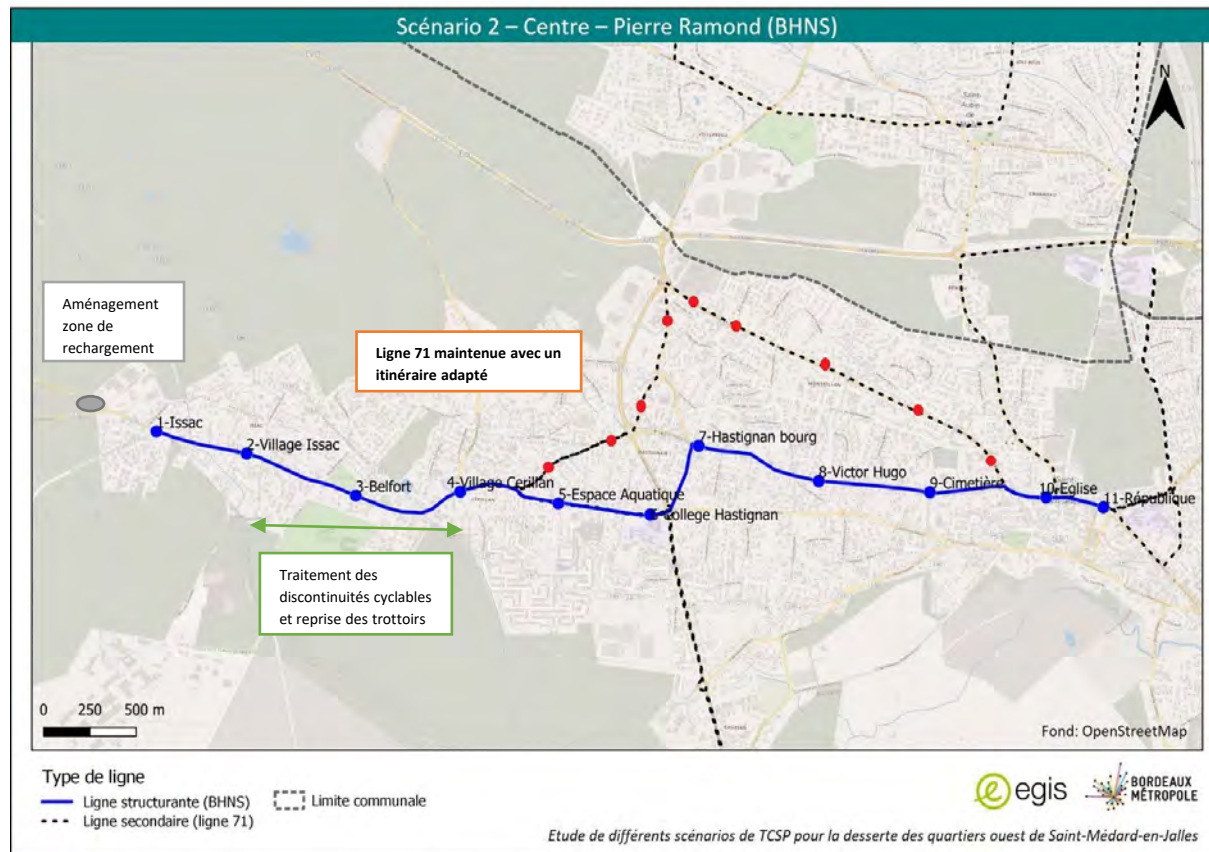 Scénario 2 – Centre – Pierre Ramond (BHNS)
N
Aménagement
zone de
rechargement
Ligne 71 maintenue avec un
itinéraire adapté
1-Issac
2-Village Issac
3-Belfort
4-Village Cerillan
5-Espace Aquatique
6-College Hastignan
7-Hastignan bourg
8-Victor Hugo
9-Cimetière
10-Eglise
11-République
Traitement des
discontinuités cyclables
et reprise des trottoirs
0 250 500 m
Fond: OpenStreetMap
Type de ligne
Ligne structurante (BHNS)
Limite communale
Ligne secondaire (ligne 71)
egis
BORDEAUX
MÉTROPOLE
Etude de différents scénarios de TCSP pour la desserte des quartiers ouest de Saint-Médard-en-Jalles